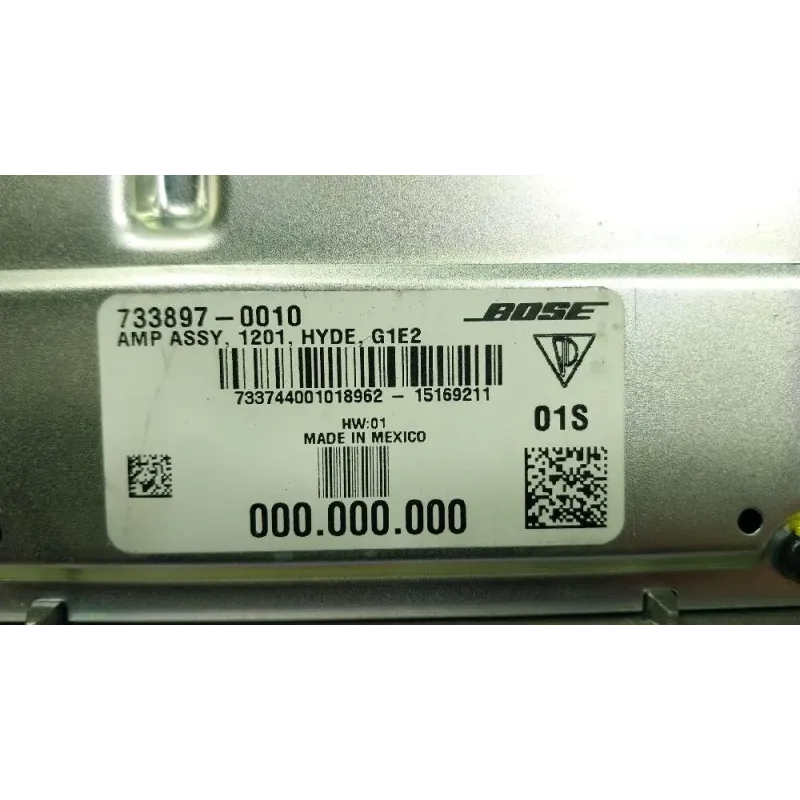 733897-0010
BOSE
AMP ASSY, 1201, HYDE, G1E2
733744001018962 - 15169211
HW:01
MADE IN MEXICO
01S
000.000.000